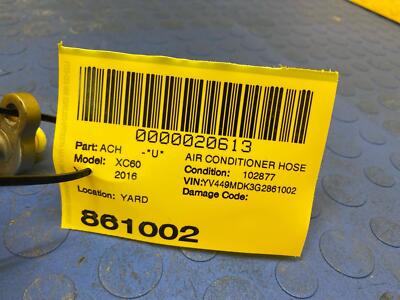 0000020613
Part: ACH -*U* AIR CONDITIONER HOSE
Model: XC60 Condition: 102877
2016 VIN:YV449MDK3G2861002
Location: YARD Damage Code:
861002